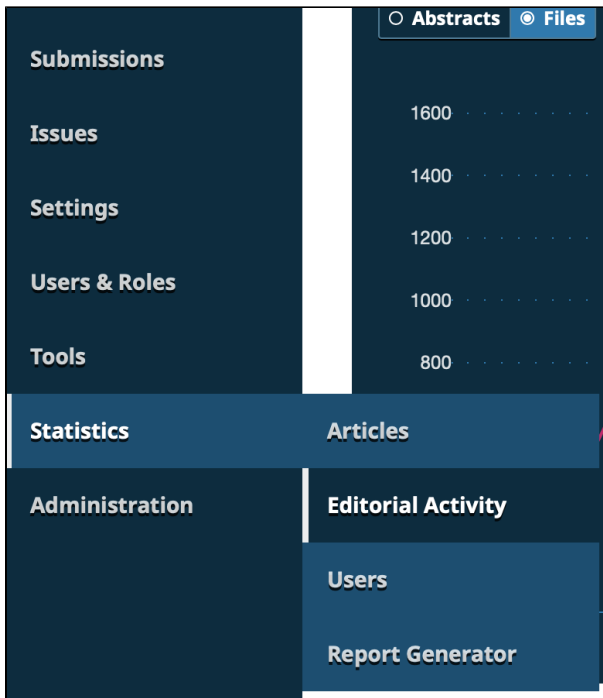 Abstracts Files
Submissions
1600
Issues
1400
Settings
1200
Users & Roles
1000
Tools
800
Statistics
Articles
Administration
Editorial Activity
Users
Report Generator